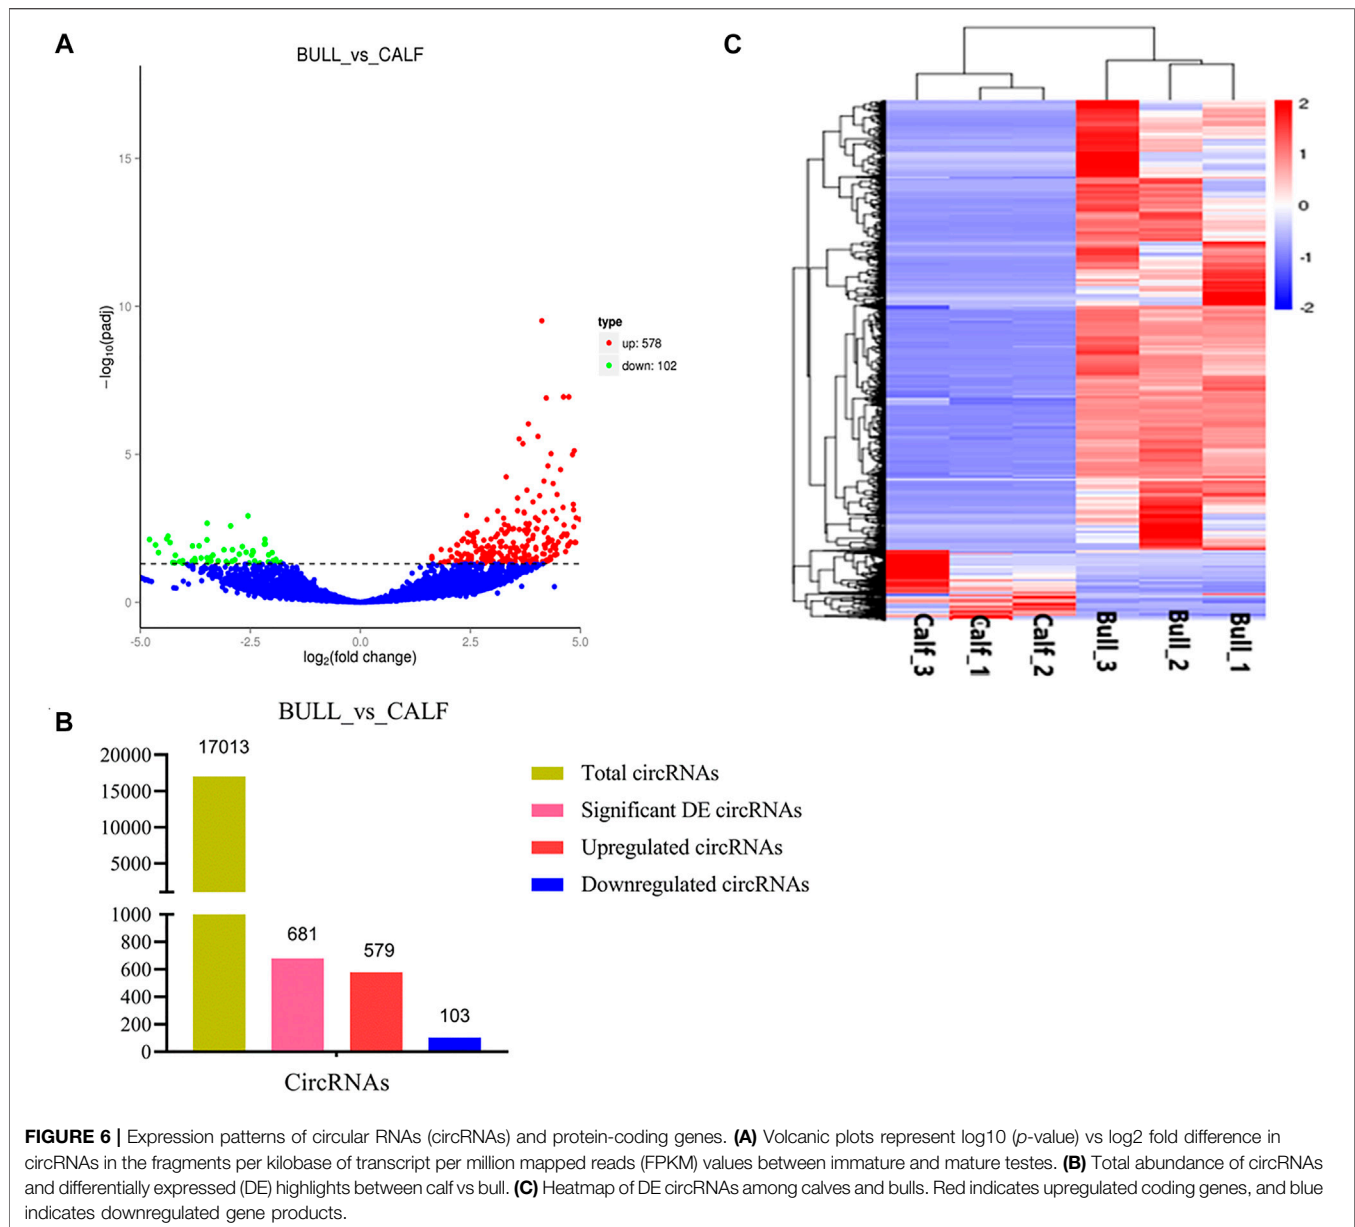 A
BULL_vs_CALF
15
10
5
0
−log10(padj)
-5.0 -2.5 0.0 2.5 5.0
log2(fold change)
type
up: 578
down: 102
C
2
1
0
-1
-2
Calf_3 Calf_1 Calf_2 Bull_3 Bull_2 Bull_1
B
BULL_vs_CALF
20000
15000
10000
5000
1000
800
600
400
200
0
17013
681
579
103
CircRNAs
Total circRNAs
Significant DE circRNAs
Upregulated circRNAs
Downregulated circRNAs
FIGURE 6 | Expression patterns of circular RNAs (circRNAs) and protein-coding genes. (A) Volcanic plots represent log10 (p-value) vs log2 fold difference in
circRNAs in the fragments per kilobase of transcript per million mapped reads (FPKM) values between immature and mature testes. (B) Total abundance of circRNAs
and differentially expressed (DE) highlights between calf vs bull. (C) Heatmap of DE circRNAs among calves and bulls. Red indicates upregulated coding genes, and blue
indicates downregulated gene products.